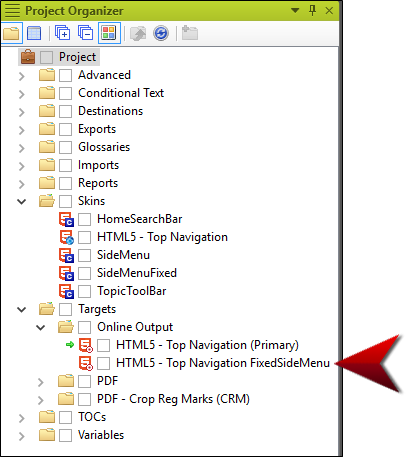 Project Organizer
Project
Advanced
Conditional Text
Destinations
Exports
Glossaries
Imports
Reports
Skins
HomeSearchBar
HTML5 - Top Navigation
SideMenu
SideMenuFixed
TopicToolBar
Targets
Online Output
HTML5 - Top Navigation (Primary)
HTML5 - Top Navigation FixedSideMenu
PDF
PDF - Crop Reg Marks (CRM)
TOCs
Variables